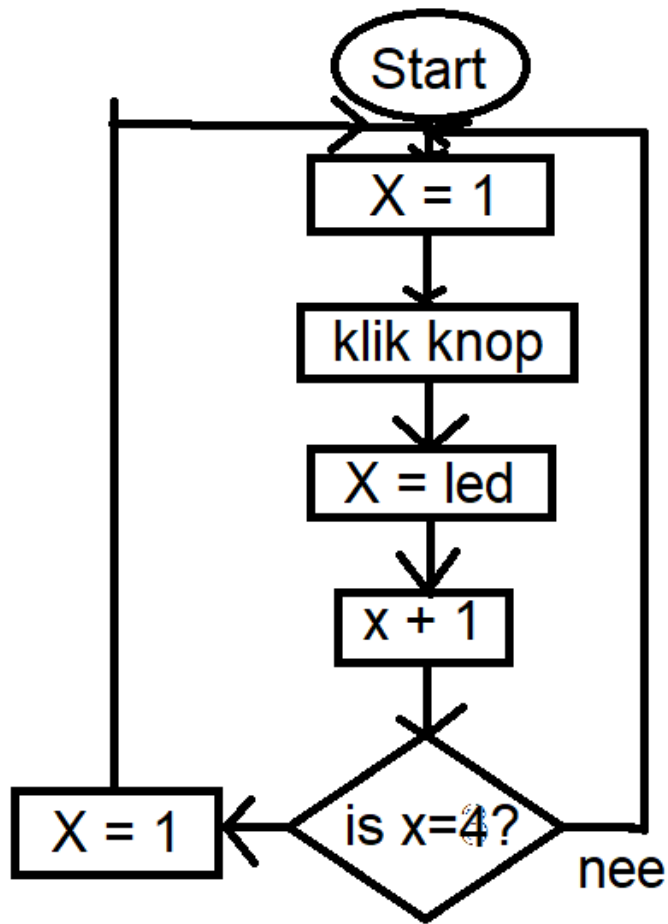 Start
X = 1
klik knop
X = led
x + 1
is x=4?
X = 1
nee